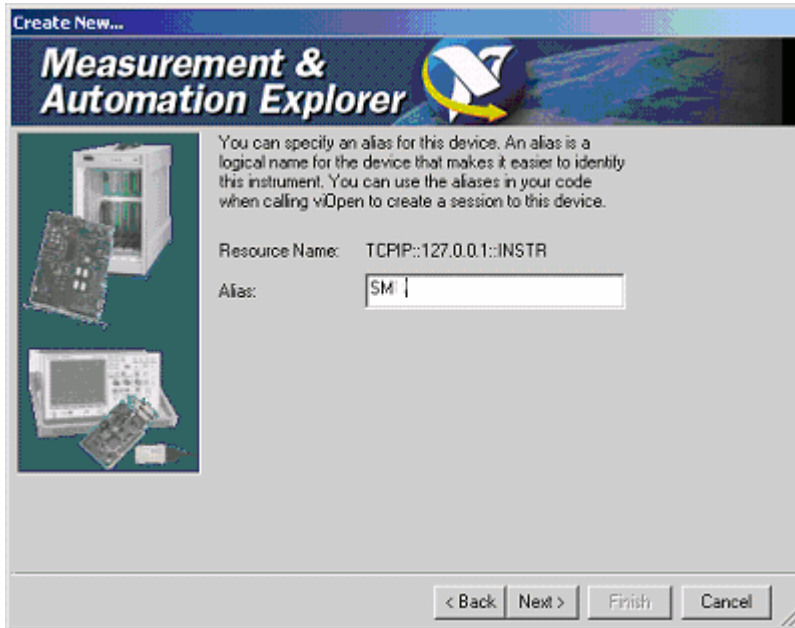 Create New...
Measurement &
Automation Explorer
You can specify an alias for this device. An alias is a
logical name for the device that makes it easier to identify
this instrument. You can use the aliases in your code
when calling viOpen to create a session to this device.
Resource Name: TCPIP::127.0.0.1::INSTR
Alias:
< Back Next > Finish Cancel